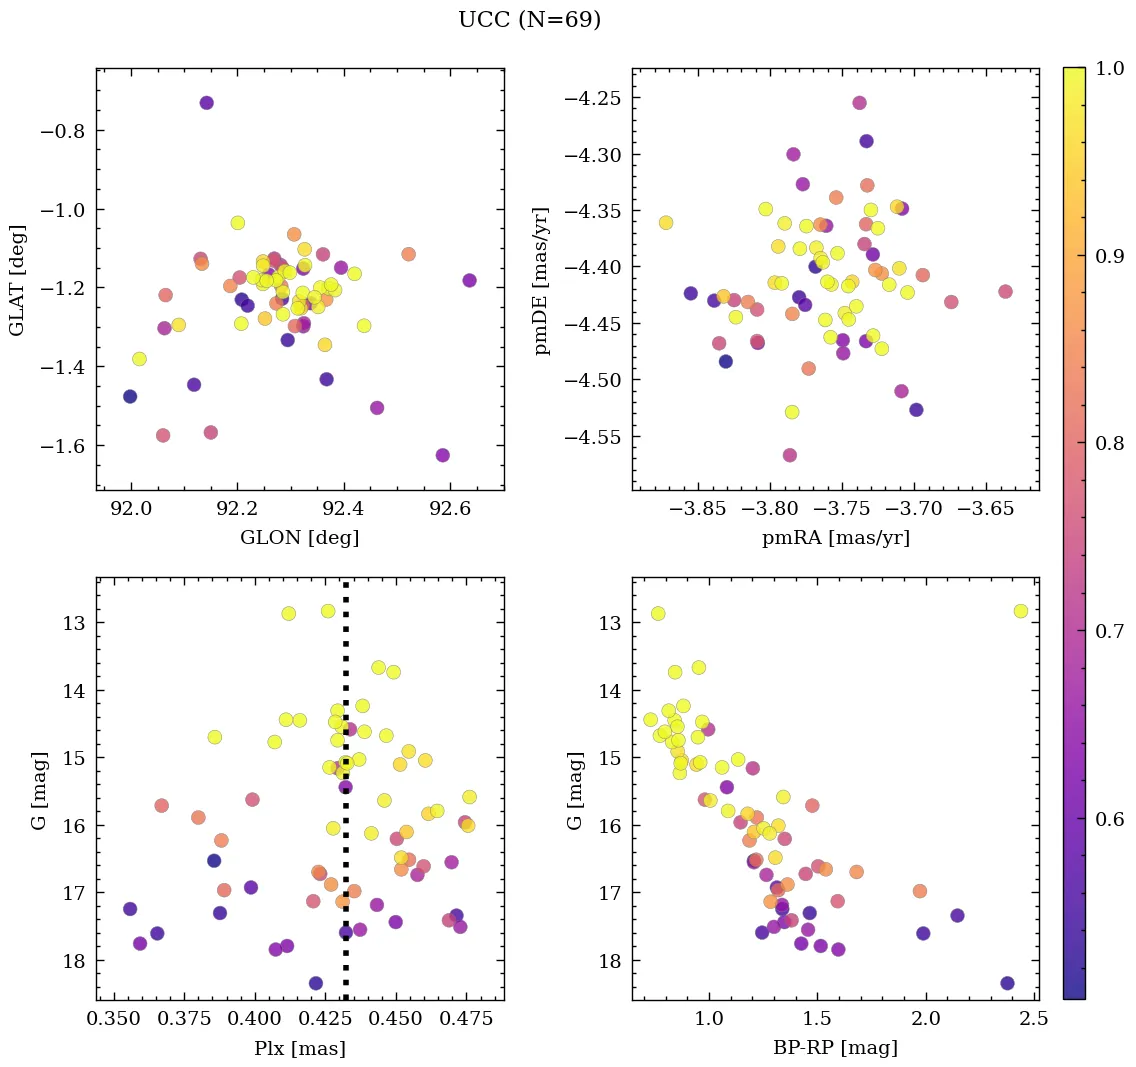 UCC (N=69)
−0.8
−1.0
−1.2
−1.4
−1.6
GLAT [deg]
92.0 92.2 92.4 92.6
GLON [deg]
−4.25
−4.30
−4.35
−4.40
−4.45
−4.50
−4.55
pmDE [mas/yr]
−3.85 −3.80 −3.75 −3.70 −3.65
pmRA [mas/yr]
1.0
0.9
0.8
0.7
0.6
13
14
15
16
17
18
G [mag]
0.350 0.375 0.400 0.425 0.450 0.475
Plx [mas]
13
14
15
16
17
18
G [mag]
1.0 1.5 2.0 2.5
BP-RP [mag]